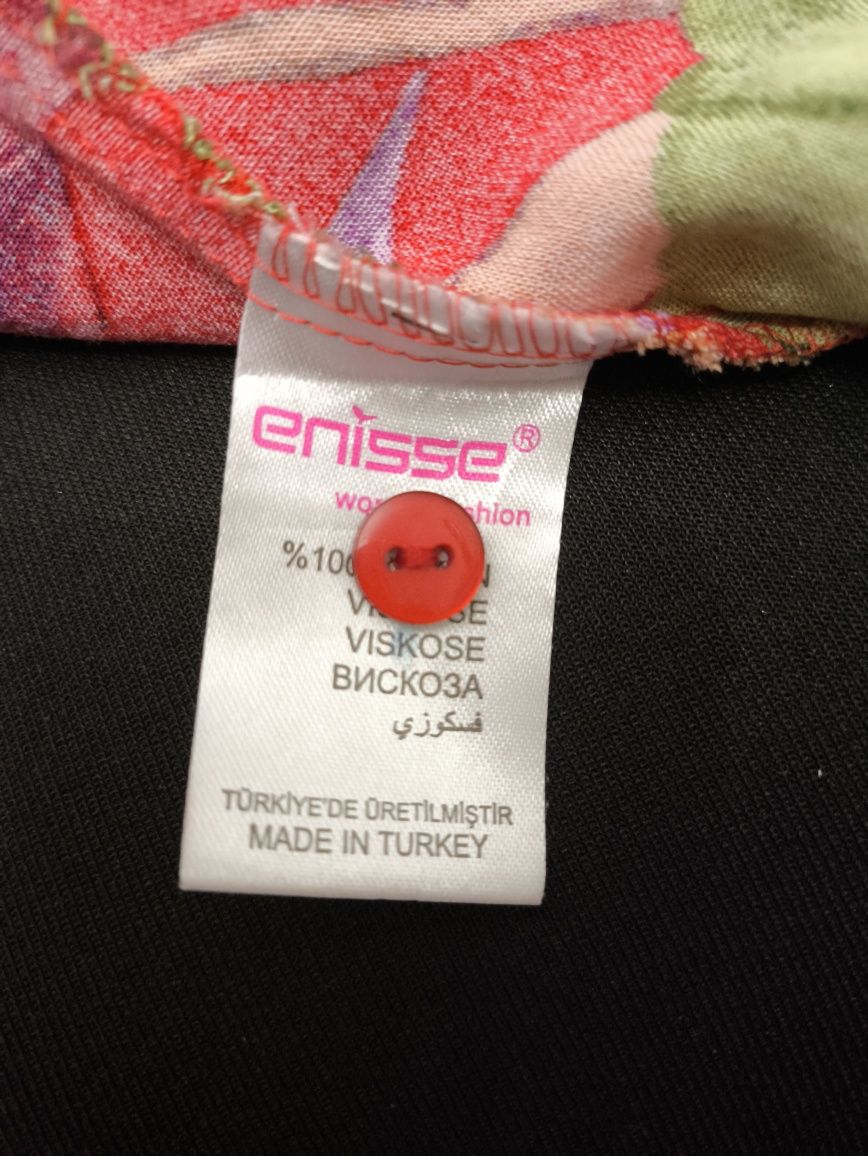 enisse®
%100
VISKOSE
ВИСКОЗА
فسكوزي
TÜRKİYE'DE ÜRETİLMİŞTİR
MADE IN TURKEY